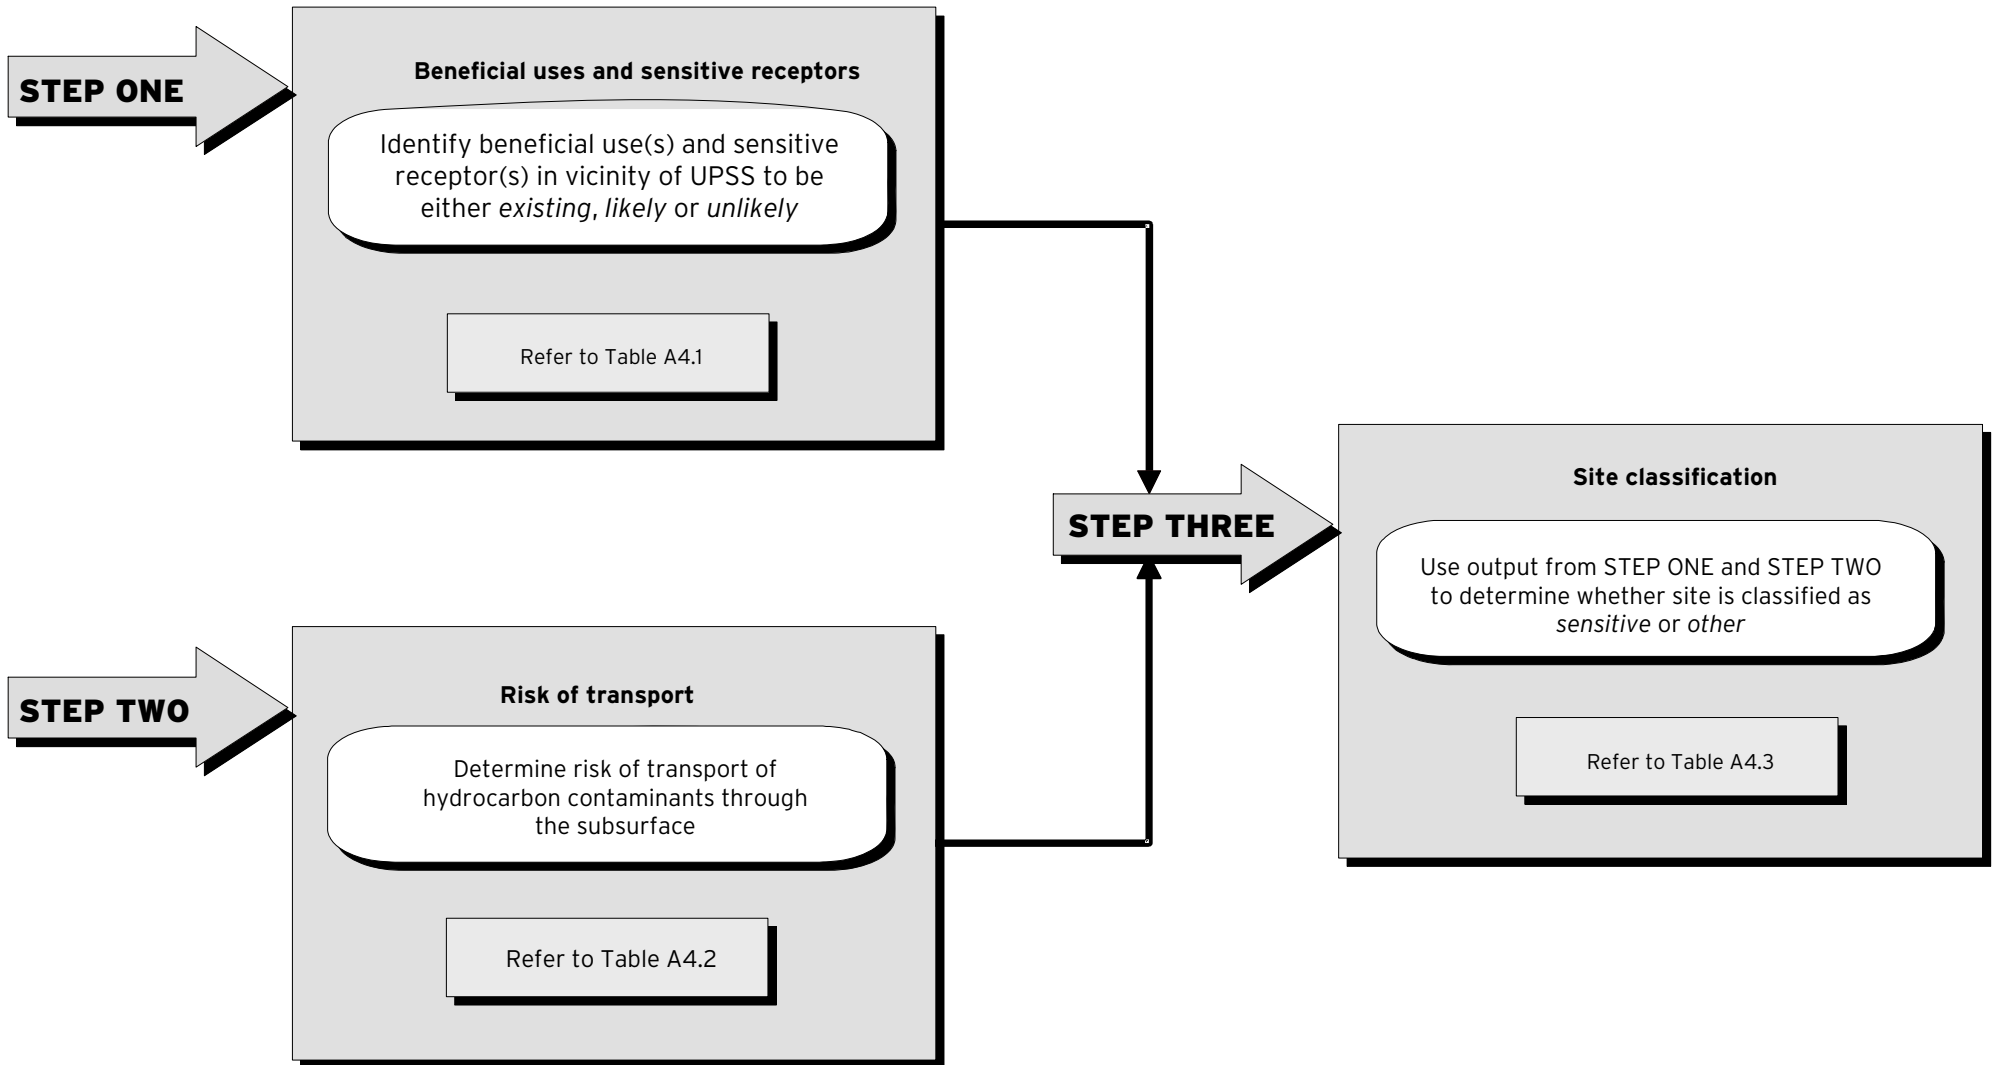 STEP ONE
Beneficial uses and sensitive receptors
Identify beneficial use(s) and sensitive
receptor(s) in vicinity of UPSS to be
either existing, likely or unlikely
Refer to Table A4.1
STEP TWO
Risk of transport
Determine risk of transport of
hydrocarbon contaminants through
the subsurface
Refer to Table A4.2
STEP THREE
Site classification
Use output from STEP ONE and STEP TWO
to determine whether site is classified as
sensitive or other
Refer to Table A4.3